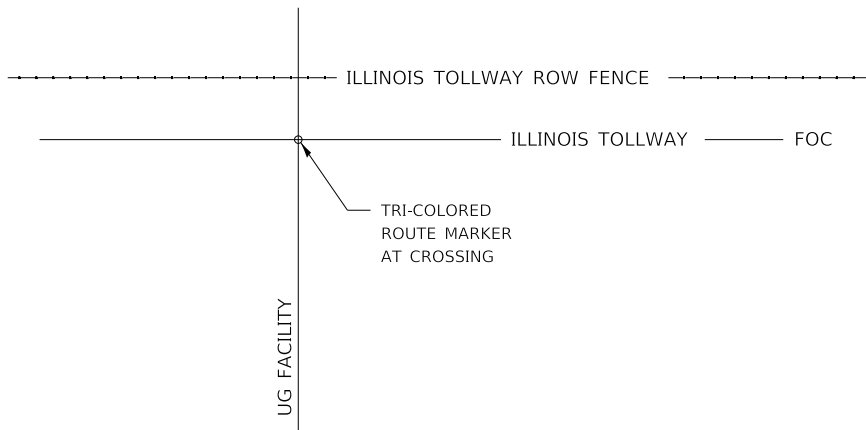 ILLINOIS TOLLWAY ROW FENCE
ILLINOIS TOLLWAY FOC
TRI-COLORED
ROUTE MARKER
AT CROSSING
UG FACILITY